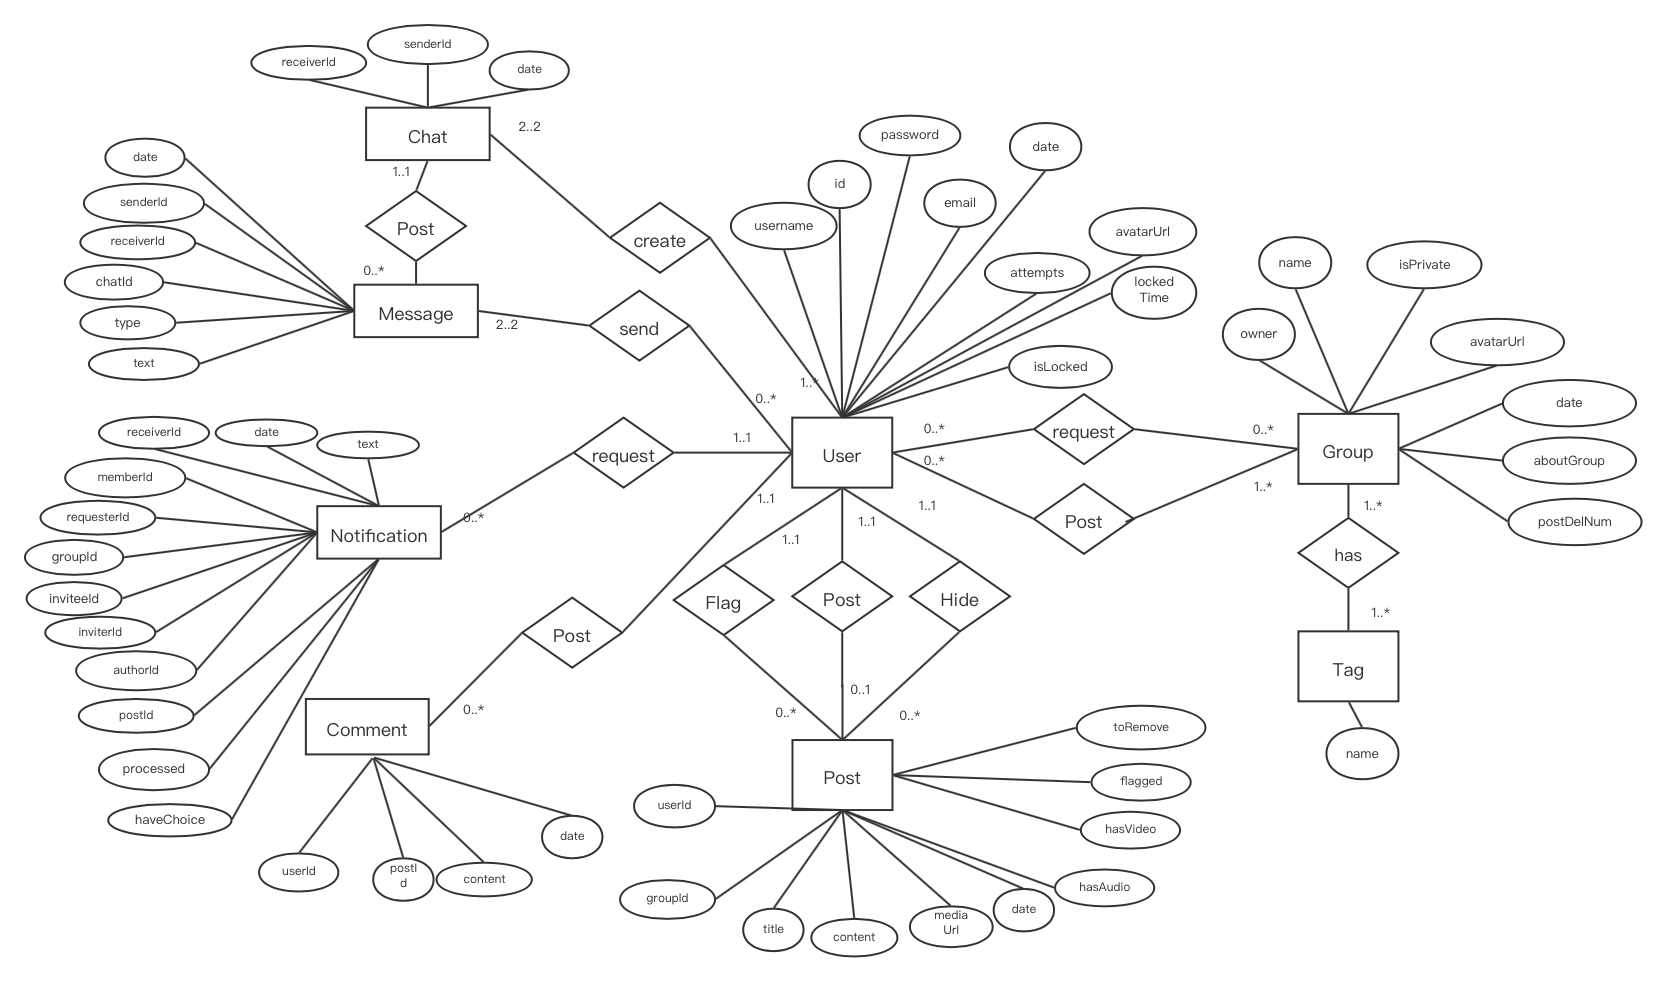 senderId
receiverId
date
Chat
2..2
1..1
Post
0..*
date
senderId
receiverId
chatId
type
text
Message
2..2
create
send
0..*
1..*
password
date
id
email
username
avatarUrl
attempts
locked
Time
isLocked
User
name
isPrivate
owner
avatarUrl
date
aboutGroup
postDelNum
Group
0..*
request
0..*
0..*
Post
1..*
1..*
has
1..*
Tag
name
receiverId
date
text
memberId
requesterId
groupId
inviteeId
inviterId
authorId
postId
processed
haveChoice
Notification
0..*
request
1..1
1..1
Post
0..*
Comment
userId
postI
d
content
date
1..1
1..1
1..1
Flag
Post
Hide
0..*
0..1
0..*
Post
toRemove
flagged
hasVideo
hasAudio
userId
groupId
title
content
media
Url
date